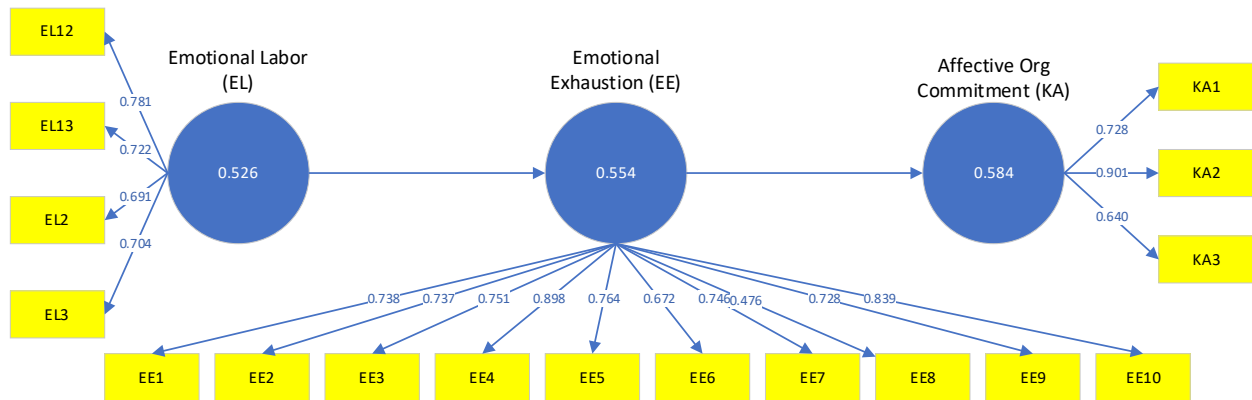 EL12
EL13
EL2
EL3
Emotional Labor
(EL)
0.781
0.722
0.691
0.704
0.526
Emotional
Exhaustion (EE)
0.554
Affective Org
Commitment (KA)
0.584
0.728
0.901
0.640
KA1
KA2
KA3
0.738
0.737
0.751
0.898
0.764
0.672
0.746
0.476
0.728
0.839
EE1
EE2
EE3
EE4
EE5
EE6
EE7
EE8
EE9
EE10